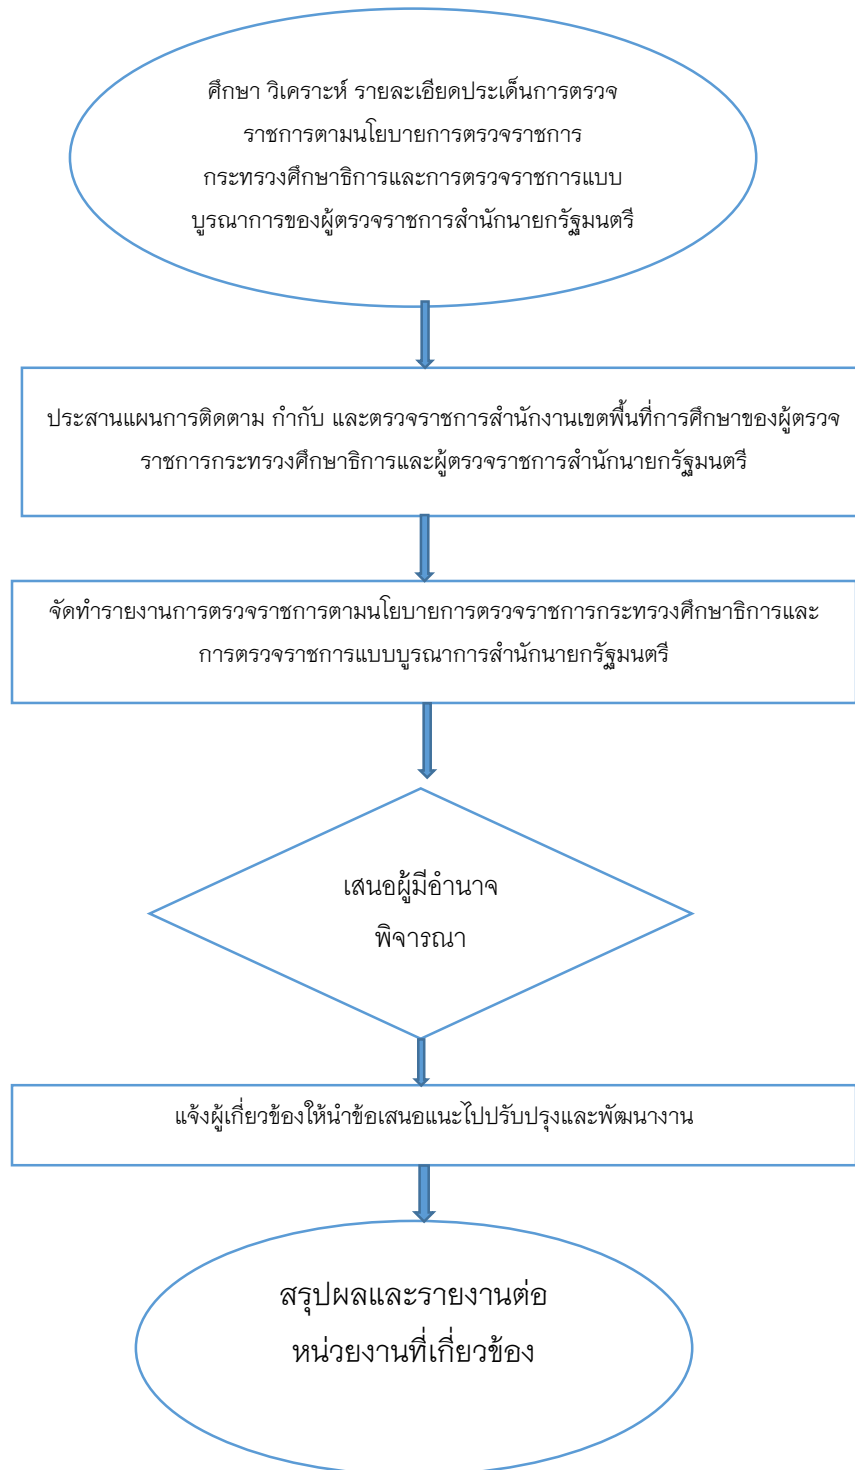 ศึกษา วิเคราะห์ รายละเอียดประเด็นการตรวจ
ราชการตามนโยบายการตรวจราชการ
กระทรวงศึกษาธิการและการตรวจราชการแบบ
บูรณาการของผู้ตรวจราชการสำนักนายกรัฐมนตรี
ประสานแผนการติดตาม กำกับ และตรวจราชการสำนักงานเขตพื้นที่การศึกษาของผู้ตรวจ
ราชการกระทรวงศึกษาธิการและผู้ตรวจราชการสำนักนายกรัฐมนตรี
จัดทำรายงานการตรวจราชการตามนโยบายการตรวจราชการกระทรวงศึกษาธิการและ
การตรวจราชการแบบบูรณาการสำนักนายกรัฐมนตรี
เสนอผู้มีอำนาจ
พิจารณา
แจ้งผู้เกี่ยวข้องให้นำข้อเสนอแนะไปปรับปรุงและพัฒนางาน
สรุปผลและรายงานต่อ
หน่วยงานที่เกี่ยวข้อง